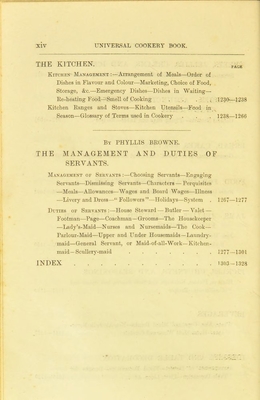 xiv UNIVERSAL COOKERY BOOK.
THE KITCHEN.
PAGE
KITCHEN MANAGEMENT:—Arrangement of Meals—Order of
Dishes in Flavour and Colour—Marketing, Choice of Food,
Storage, &c.—Emergency Dishes—Dishes in Waiting—
Re-heating Food—Smell of Cooking . . . . 1230—1238
Kitchen Ranges and Stoves—Kitchen Utensils—Food in
Season—Glossary of Terms used in Cookery . . . 1238—1266
BY PHYLLIS BROWNE.
THE MANAGEMENT AND DUTIES OF
SERVANTS.
MANAGEMENT OF SERVANTS:—Choosing Servants—Engaging
Servants—Dismissing Servants—Characters—Perquisites
—Meals—Allowances—Wages and Board Wages—Illness
—Livery and Dress—"Followers"—Holidays—System . 1267—1277
DUTIES OF SERVANTS:—House Steward—Butler—Valet—
Footman—Page—Coachman—Grooms—The Housekeeper
—Lady's-Maid—Nurses and Nursemaids—The Cook—
Parlour-Maid—Upper and Under Housemaids—Laundry-
maid—General Servant, or Maid-of-all-Work—Kitchen-
maid—Scullery-maid . . . . . . . 1277—1301
INDEX . . . . . . . . . . 1303—1328